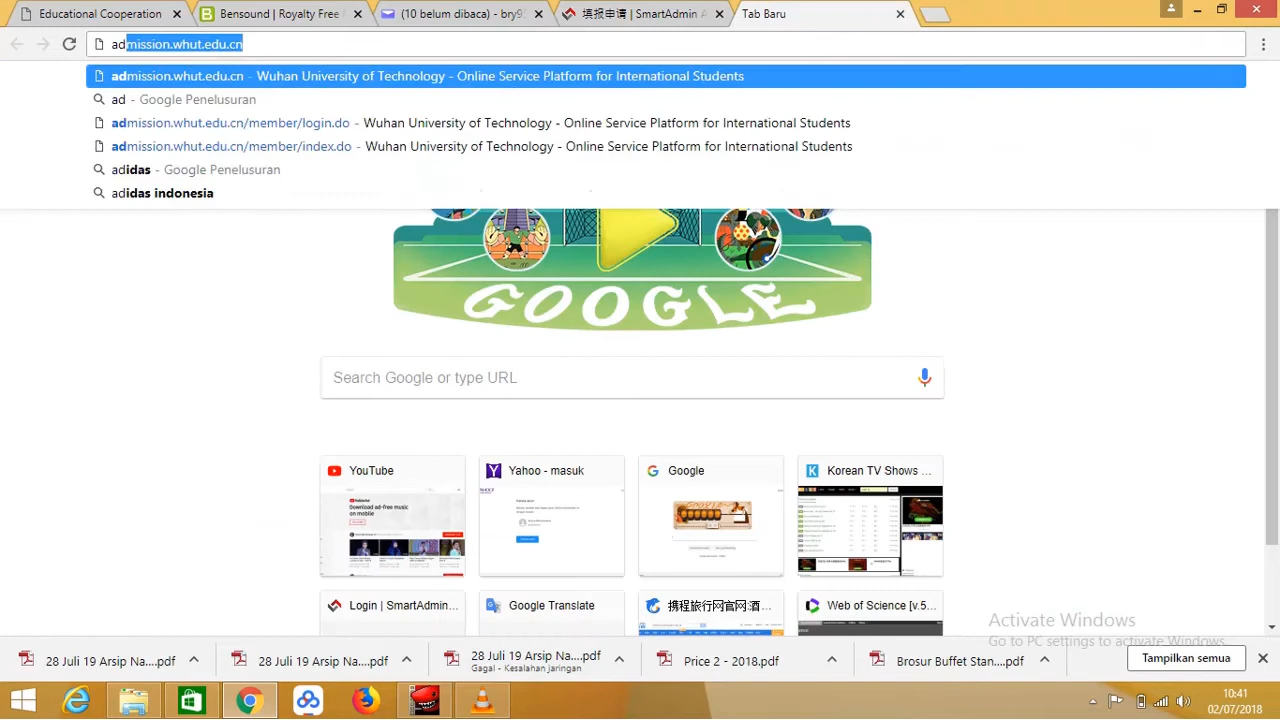 Educational Cooperation
Bensound | Royalty Free
(10 belum dibaca) - bry9
填报申请 | SmartAdmin A
Tab Baru
admission.whut.edu.cn
admission.whut.edu.cn - Wuhan University of Technology - Online Service Platform for International Students
ad - Google Penelusuran
admission.whut.edu.cn/member/login.do - Wuhan University of Technology - Online Service Platform for International Students
admission.whut.edu.cn/member/index.do - Wuhan University of Technology - Online Service Platform for International Students
adidas - Google Penelusuran
adidas indonesia
GOOGLE
Search Google or type URL
YouTube
Yahoo - masuk
Google
Korean TV Shows ...
Download ad-free music
on mobile
Login | SmartAdmin...
Google Translate
携程旅行网官网:酒...
Web of Science [v.5...
Activate Windows
Go to PC settings to activate Windows.
28 Juli 19 Arsip Na....pdf
28 Juli 19 Arsip Na....pdf
28 Juli 19 Arsip Na....pdf
Gagal - Kesalahan jaringan
Price 2 - 2018.pdf
Brosur Buffet Stan....pdf
Tampilkan semua
10:41
02/07/2018